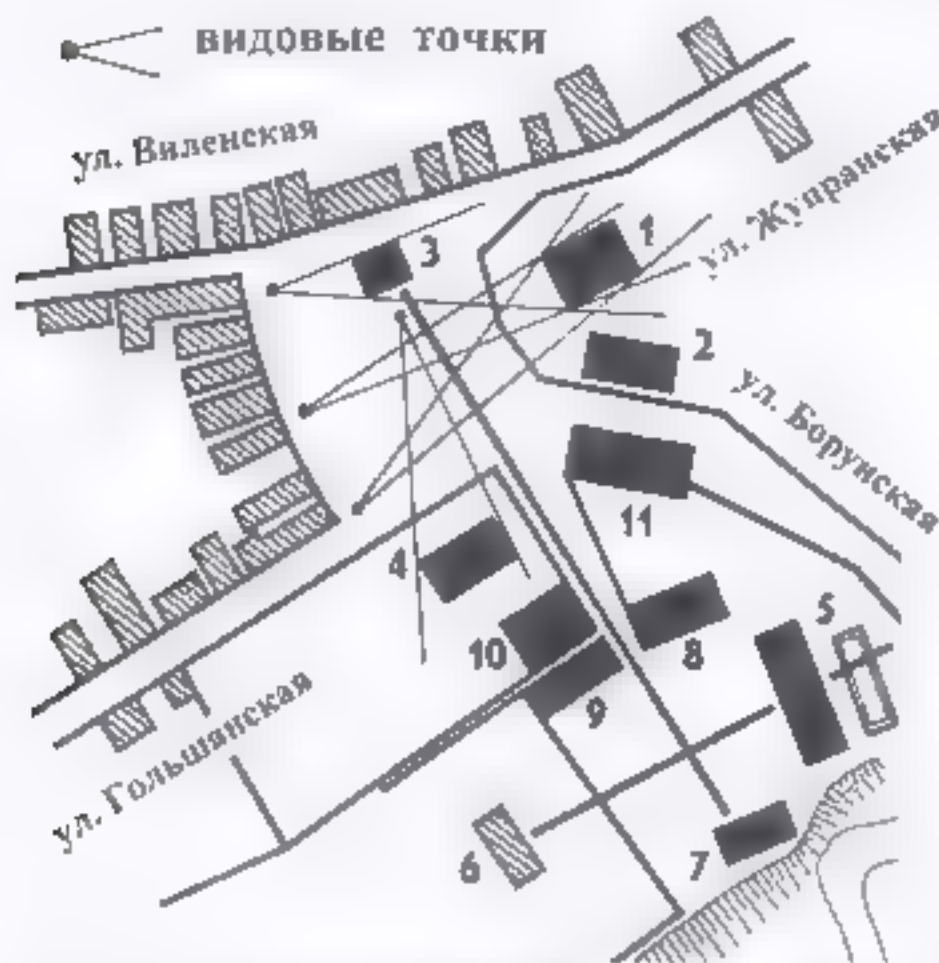 видовые точки
ул. Виленская
ул. Жупранская
1
3
2
ул. Борунская
11
4
10
8
5
9
ул. Гольшянская
6
7